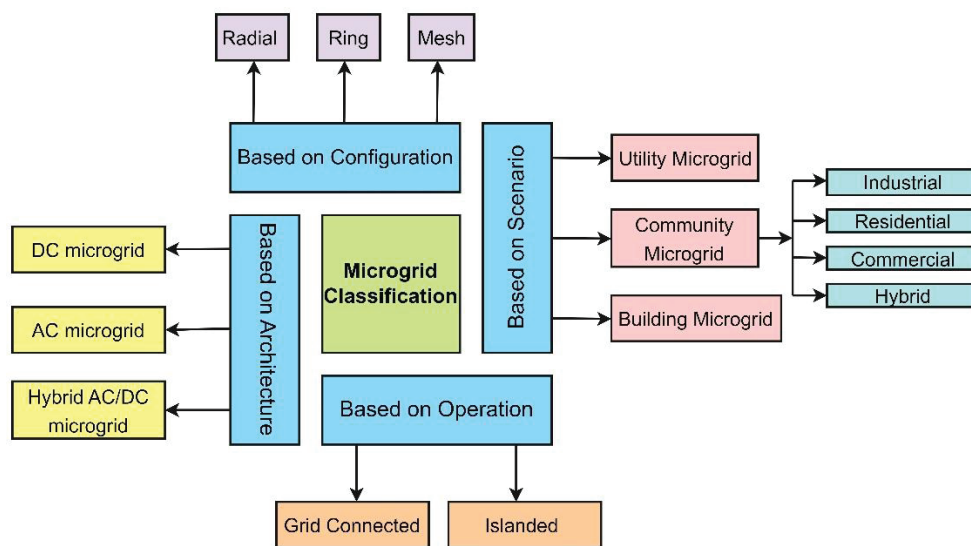 Radial
Ring
Mesh
Based on Configuration
Based on Scenario
Utility Microgrid
Community
Microgrid
Building Microgrid
Industrial
Residential
Commercial
Hybrid
Based on Architecture
DC microgrid
AC microgrid
Hybrid AC/DC
microgrid
Microgrid
Classification
Based on Operation
Grid Connected
Islanded